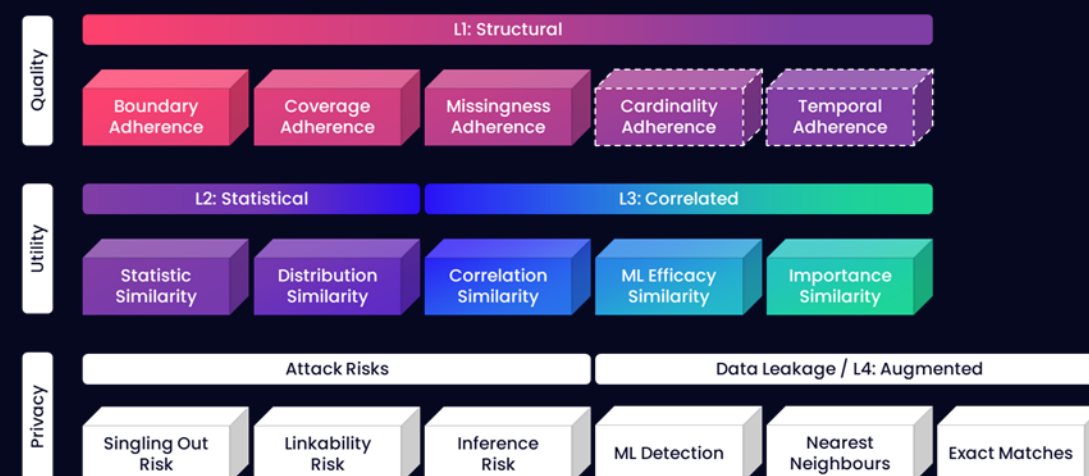 Quality
L1: Structural
Boundary
Adherence
Coverage
Adherence
Missingness
Adherence
Cardinality
Adherence
Temporal
Adherence
Utility
L2: Statistical
L3: Correlated
Statistic
Similarity
Distribution
Similarity
Correlation
Similarity
ML Efficacy
Similarity
Importance
Similarity
Privacy
Attack Risks
Data Leakage / L4: Augmented
Singling Out
Risk
Linkability
Risk
Inference
Risk
ML Detection
Nearest
Neighbours
Exact Matches